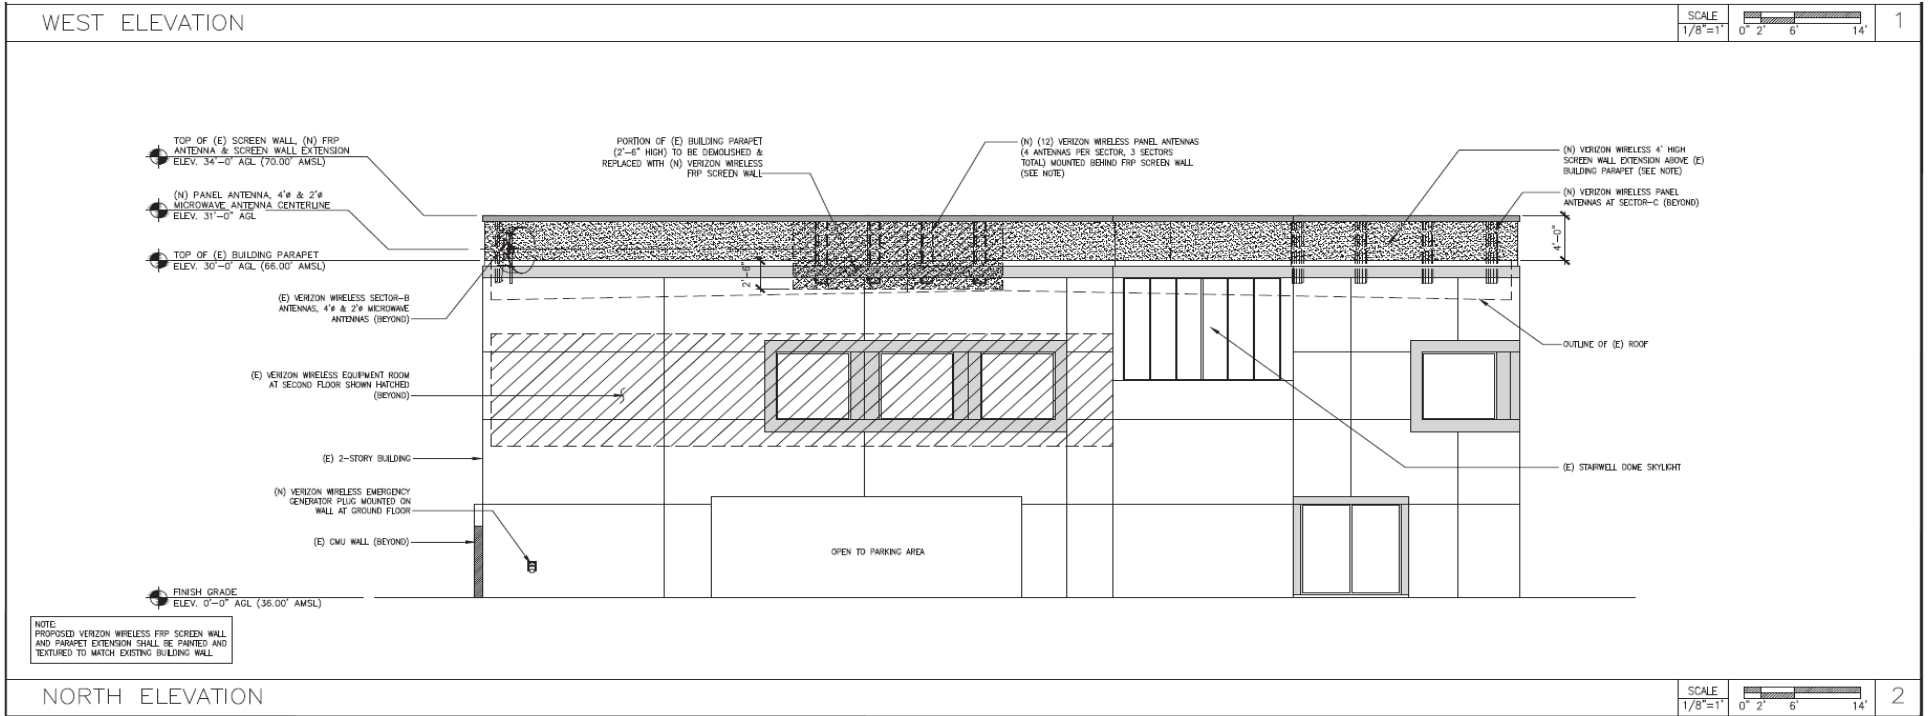 WEST ELEVATION
SCALE
1/8"=1'
0" 2' 6' 14'
1
TOP OF (E) SCREEN WALL, (N) FRP
ANTENNA & SCREEN WALL EXTENSION
ELEV. 34'-0" AGL (70.00' AMSL)
(N) PANEL ANTENNA, 4'ø & 2'ø
MICROWAVE ANTENNA CENTERLINE
ELEV. 31'-0" AGL
TOP OF (E) BUILDING PARAPET
ELEV. 30'-0" AGL (66.00' AMSL)
(E) VERIZON WIRELESS SECTOR-B
ANTENNAS, 4'ø & 2'ø MICROWAVE
ANTENNAS (BEYOND)
(E) VERIZON WIRELESS EQUIPMENT ROOM
AT SECOND FLOOR SHOWN HATCHED
(BEYOND)
(E) 2-STORY BUILDING
(N) VERIZON WIRELESS EMERGENCY
GENERATOR PLUG MOUNTED ON
WALL AT GROUND FLOOR
(E) CMU WALL (BEYOND)
FINISH GRADE
ELEV. 0'-0" AGL (36.00' AMSL)
PORTION OF (E) BUILDING PARAPET
(2'-6" HIGH) TO BE DEMOLISHED &
REPLACED WITH (N) VERIZON WIRELESS
FRP SCREEN WALL
(N) (12) VERIZON WIRELESS PANEL ANTENNAS
(4 ANTENNAS PER SECTOR, 3 SECTORS
TOTAL) MOUNTED BEHIND FRP SCREEN WALL
(SEE NOTE)
2'-6"
OPEN TO PARKING AREA
(N) VERIZON WIRELESS 4' HIGH
SCREEN WALL EXTENSION ABOVE (E)
BUILDING PARAPET (SEE NOTE)
(N) VERIZON WIRELESS PANEL
ANTENNAS AT SECTOR-C (BEYOND)
4'-0"
OUTLINE OF (E) ROOF
(E) STAIRWELL DOME SKYLIGHT
NOTE:
PROPOSED VERIZON WIRELESS FRP SCREEN WALL
AND PARAPET EXTENSION SHALL BE PAINTED AND
TEXTURED TO MATCH EXISTING BUILDING WALL
NORTH ELEVATION
SCALE
1/8"=1'
0" 2' 6' 14'
2